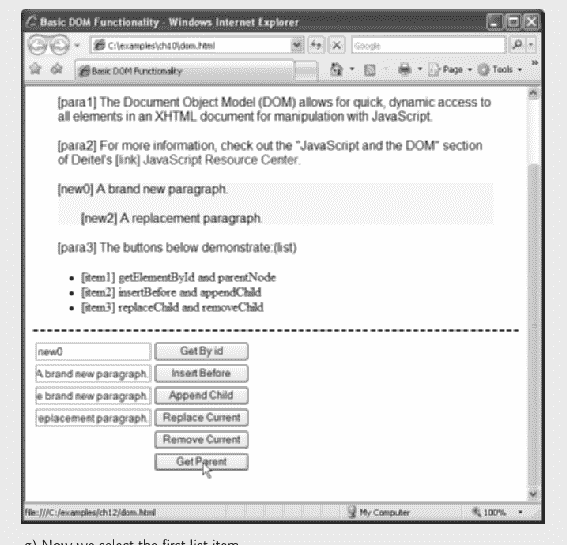 Basic DOM Functionality - Windows Internet Explorer
C:\examples\ch10\dom.html
Google
Basic DOM Functionality
Page
Tools
[para1] The Document Object Model (DOM) allows for quick, dynamic access to
all elements in an XHTML document for manipulation with JavaScript.
[para2] For more information, check out the "JavaScript and the DOM" section
of Deitel's [link] JavaScript Resource Center.
[new0] A brand new paragraph.
[new2] A replacement paragraph.
[para3] The buttons below demonstrate:(list)
• [item1] getElementById and parentNode
• [item2] insertBefore and appendChild
• [item3] replaceChild and removeChild
new0 Get By id
A brand new paragraph. Insert Before
e brand new paragraph. Append Child
eplacement paragraph. Replace Current
Remove Current
Get Parent
file:///C:/examples/ch12/dom.html My Computer 100%
g) Now we select the first list item